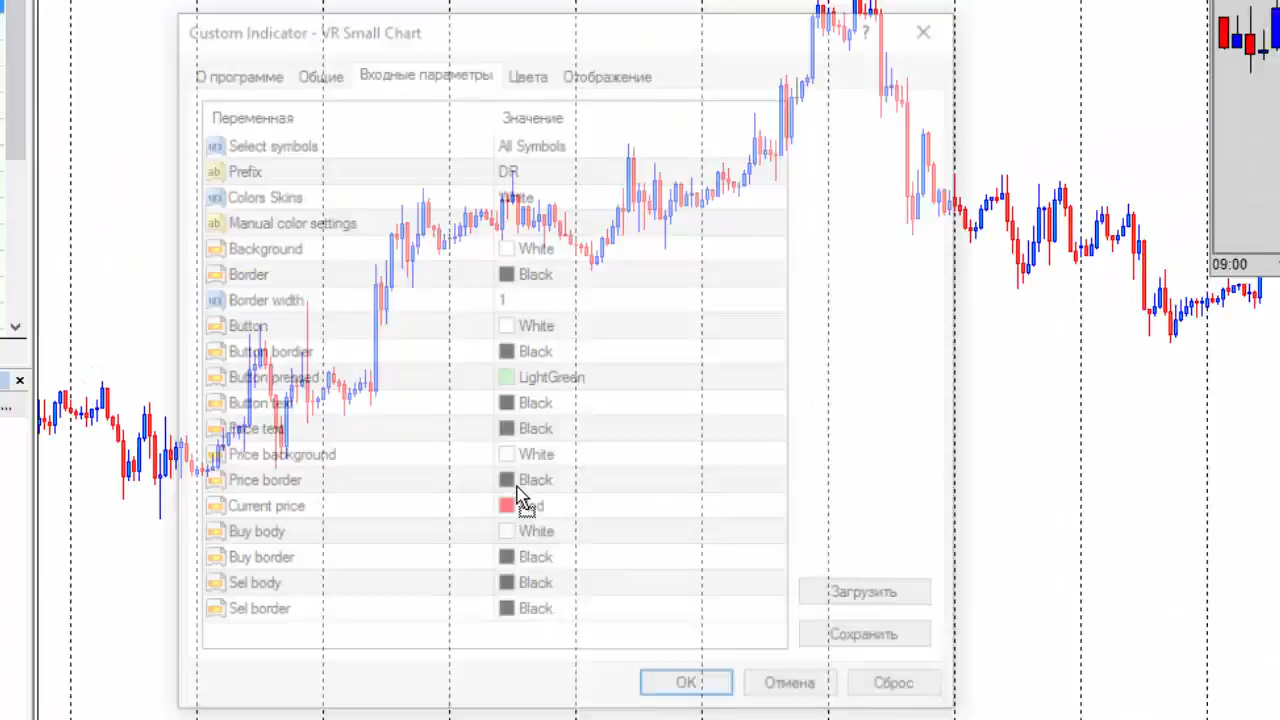 Custom Indicator - VR Small Chart
?
О программе Общие Входные параметры Цвета Отображение
Переменная Значение
Select symbols All Symbols
Prefix DR
Colors Skins White
Manual color settings
Background White
Border Black
Border width 1
Button White
Button bordier Black
Button pressed LightGreen
Button text Black
Price text Black
Price background White
Price border Black
Current price Red
Buy body White
Buy border Black
Sel body Black
Sel border Black
Загрузить
Сохранить
OK Отмена Сброс
09:00
...